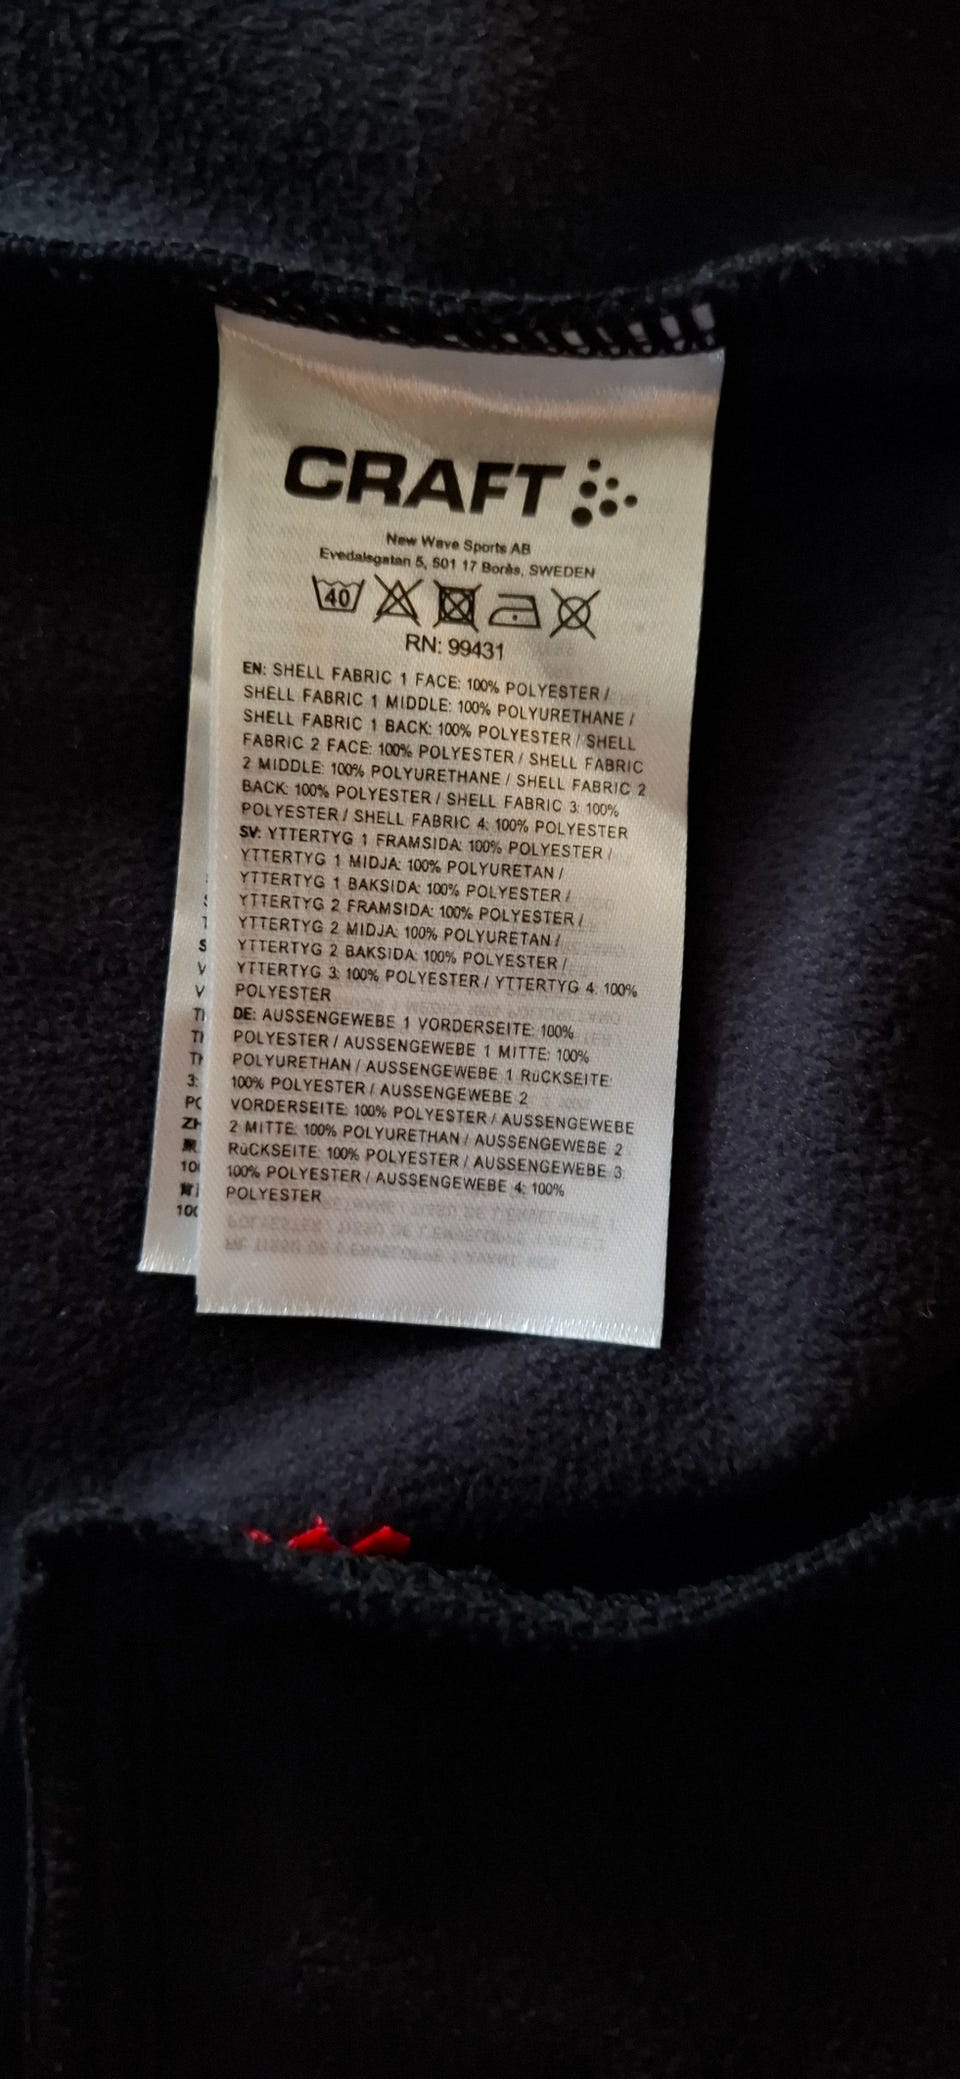 CRAFT
New Wave Sports AB
Evedalsgatan 5, 501 17 Borås, SWEDEN
40
RN: 99431
EN: SHELL FABRIC 1 FACE: 100% POLYESTER /
SHELL FABRIC 1 MIDDLE: 100% POLYURETHANE /
SHELL FABRIC 1 BACK: 100% POLYESTER / SHELL
FABRIC 2 FACE: 100% POLYESTER / SHELL FABRIC
2 MIDDLE: 100% POLYURETHANE / SHELL FABRIC 2
BACK: 100% POLYESTER / SHELL FABRIC 3: 100%
POLYESTER / SHELL FABRIC 4: 100% POLYESTER
SV: YTTERTYG 1 FRAMSIDA: 100% POLYESTER /
YTTERTYG 1 MIDJA: 100% POLYURETAN /
YTTERTYG 1 BAKSIDA: 100% POLYESTER /
YTTERTYG 2 FRAMSIDA: 100% POLYESTER /
YTTERTYG 2 MIDJA: 100% POLYURETAN /
YTTERTYG 2 BAKSIDA: 100% POLYESTER /
YTTERTYG 3: 100% POLYESTER / YTTERTYG 4: 100%
POLYESTER
DE: AUSSENGEWEBE 1 VORDERSEITE: 100%
POLYESTER / AUSSENGEWEBE 1 MITTE: 100%
POLYURETHAN / AUSSENGEWEBE 1 RüCKSEITE:
100% POLYESTER / AUSSENGEWEBE 2
VORDERSEITE: 100% POLYESTER / AUSSENGEWEBE
2 MITTE: 100% POLYURETHAN / AUSSENGEWEBE 2
RüCKSEITE: 100% POLYESTER / AUSSENGEWEBE 3:
100% POLYESTER / AUSSENGEWEBE 4: 100%
POLYESTER